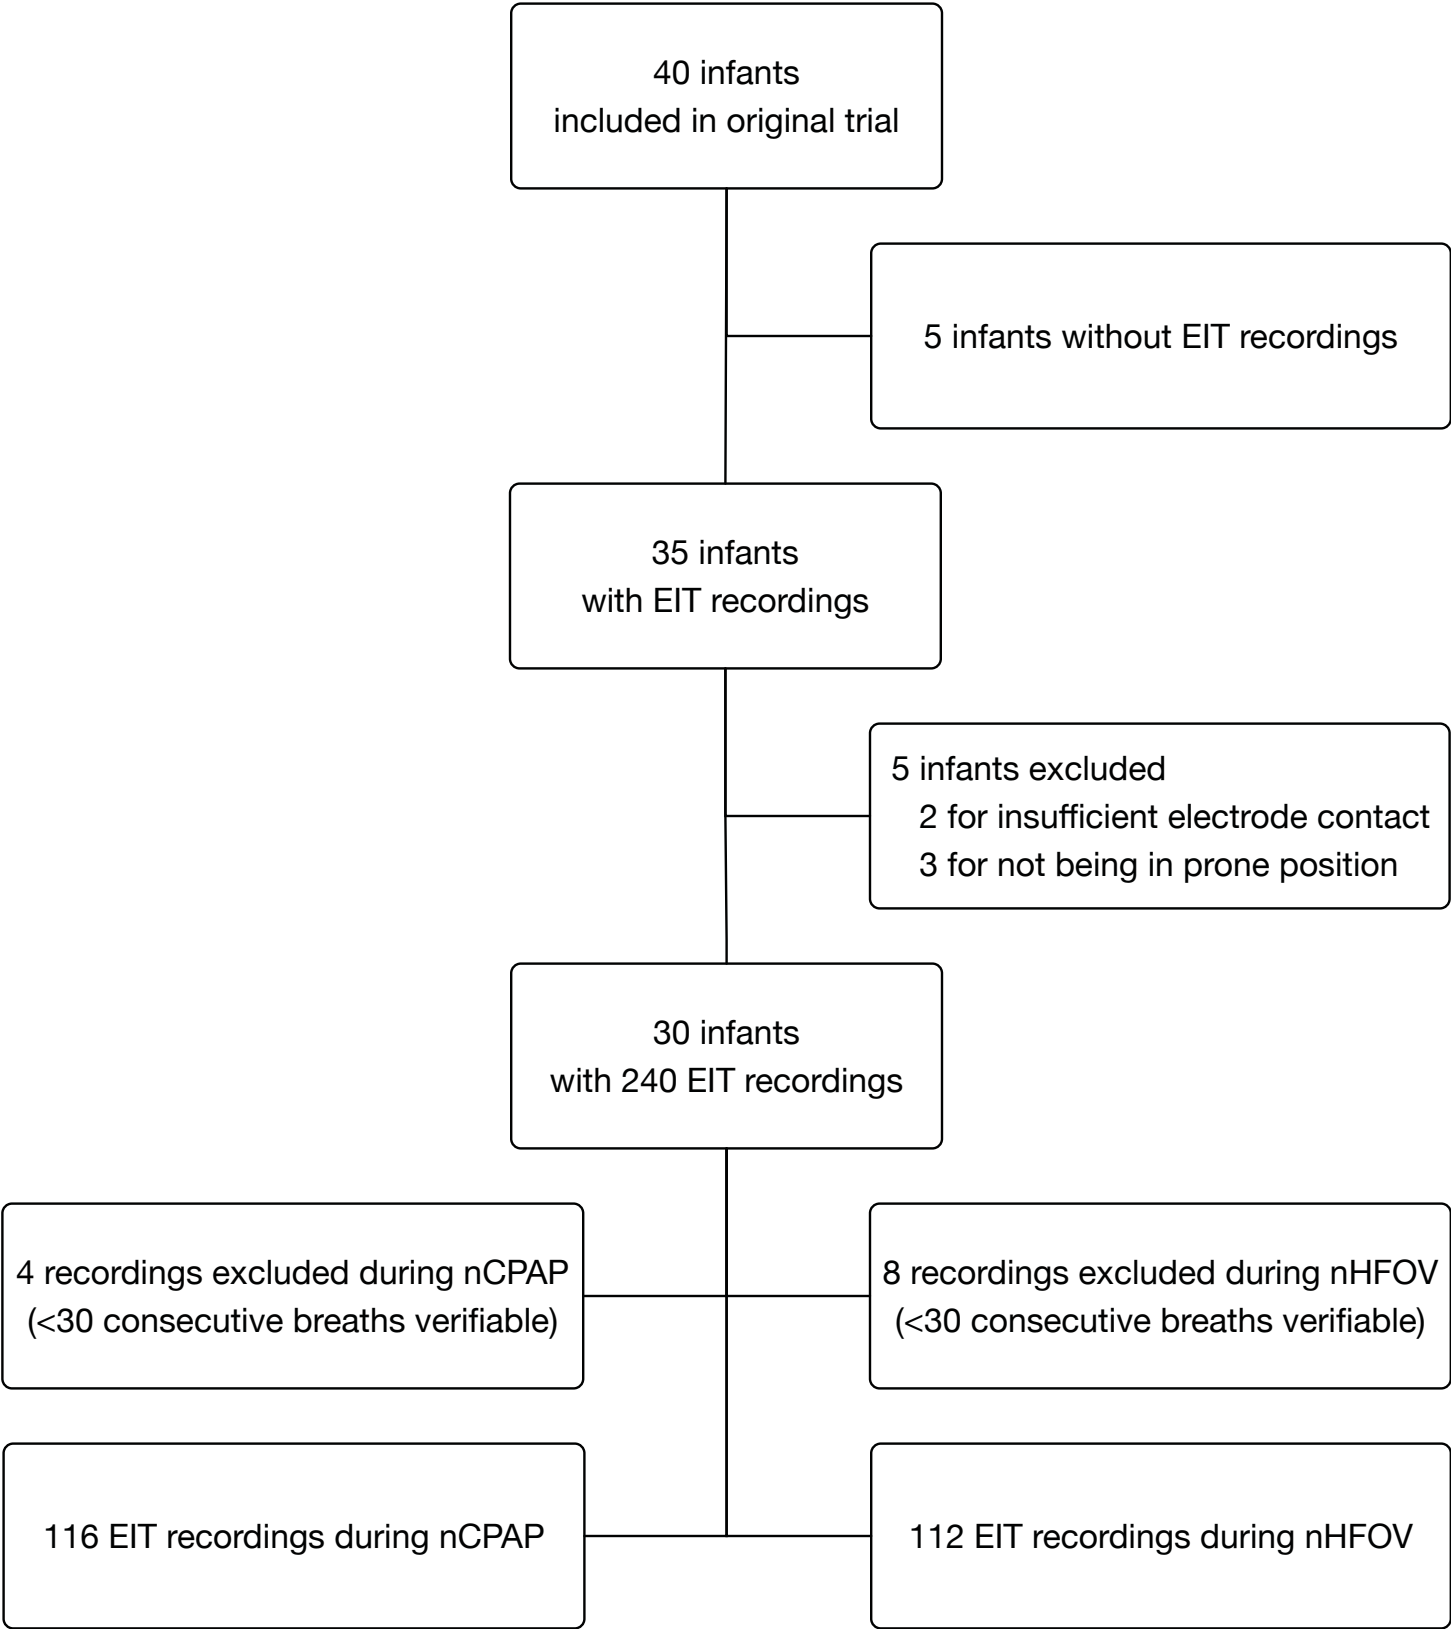 40 infants
included in original trial
5 infants without EIT recordings
35 infants
with EIT recordings
5 infants excluded
2 for insufficient electrode contact
3 for not being in prone position
30 infants
with 240 EIT recordings
4 recordings excluded during nCPAP
(<30 consecutive breaths verifiable)
8 recordings excluded during nHFOV
(<30 consecutive breaths verifiable)
116 EIT recordings during nCPAP
112 EIT recordings during nHFOV